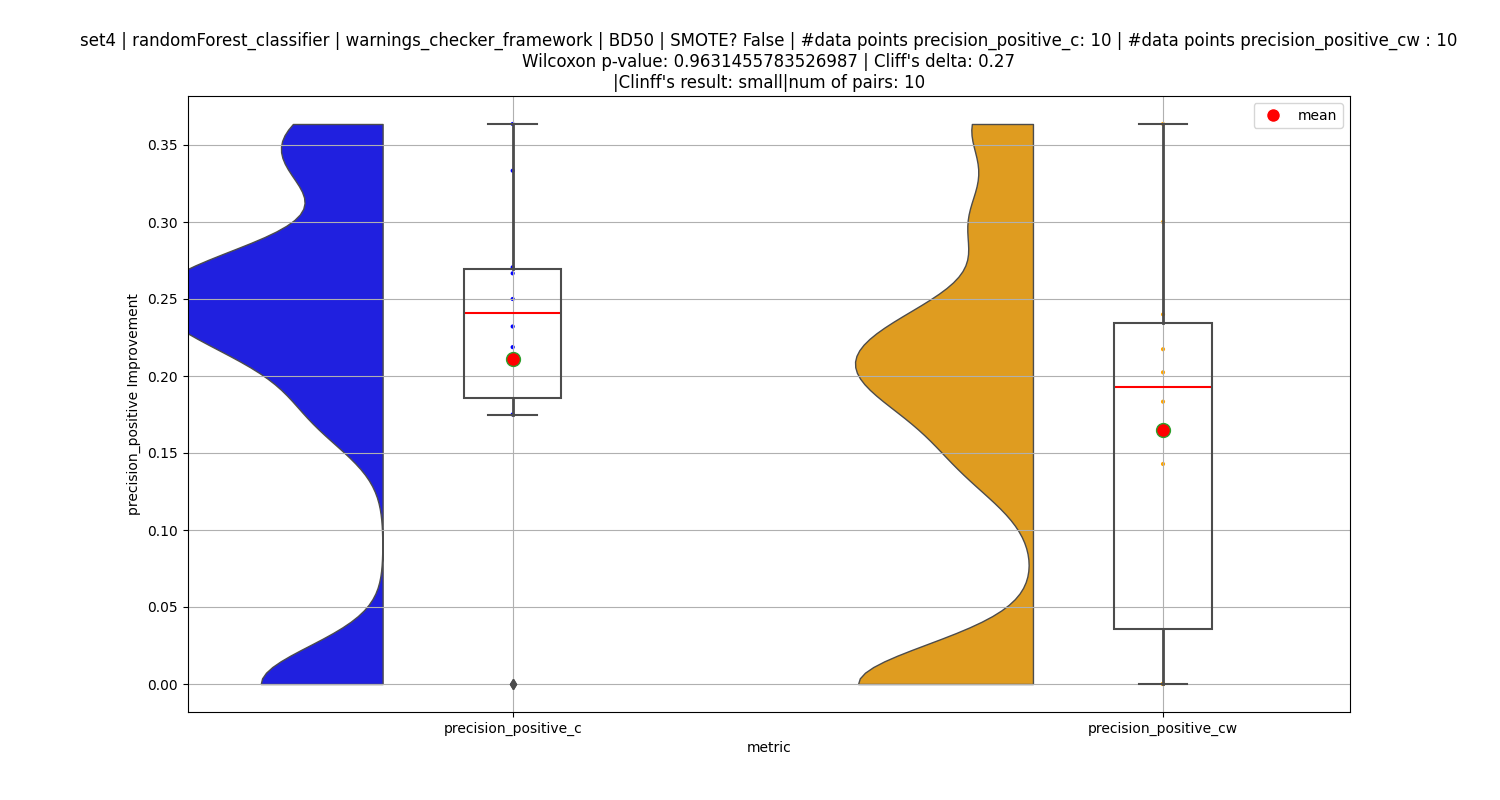 set4 | randomForest_classifier | warnings_checker_framework | BD50 | SMOTE? False | #data points precision_positive_c: 10 | #data points precision_positive_cw : 10
Wilcoxon p-value: 0.9631455783526987 | Cliff's delta: 0.27
|Clinff's result: small|num of pairs: 10
mean
precision_positive Improvement
0.35
0.30
0.25
0.20
0.15
0.10
0.05
0.00
precision_positive_c
precision_positive_cw
metric